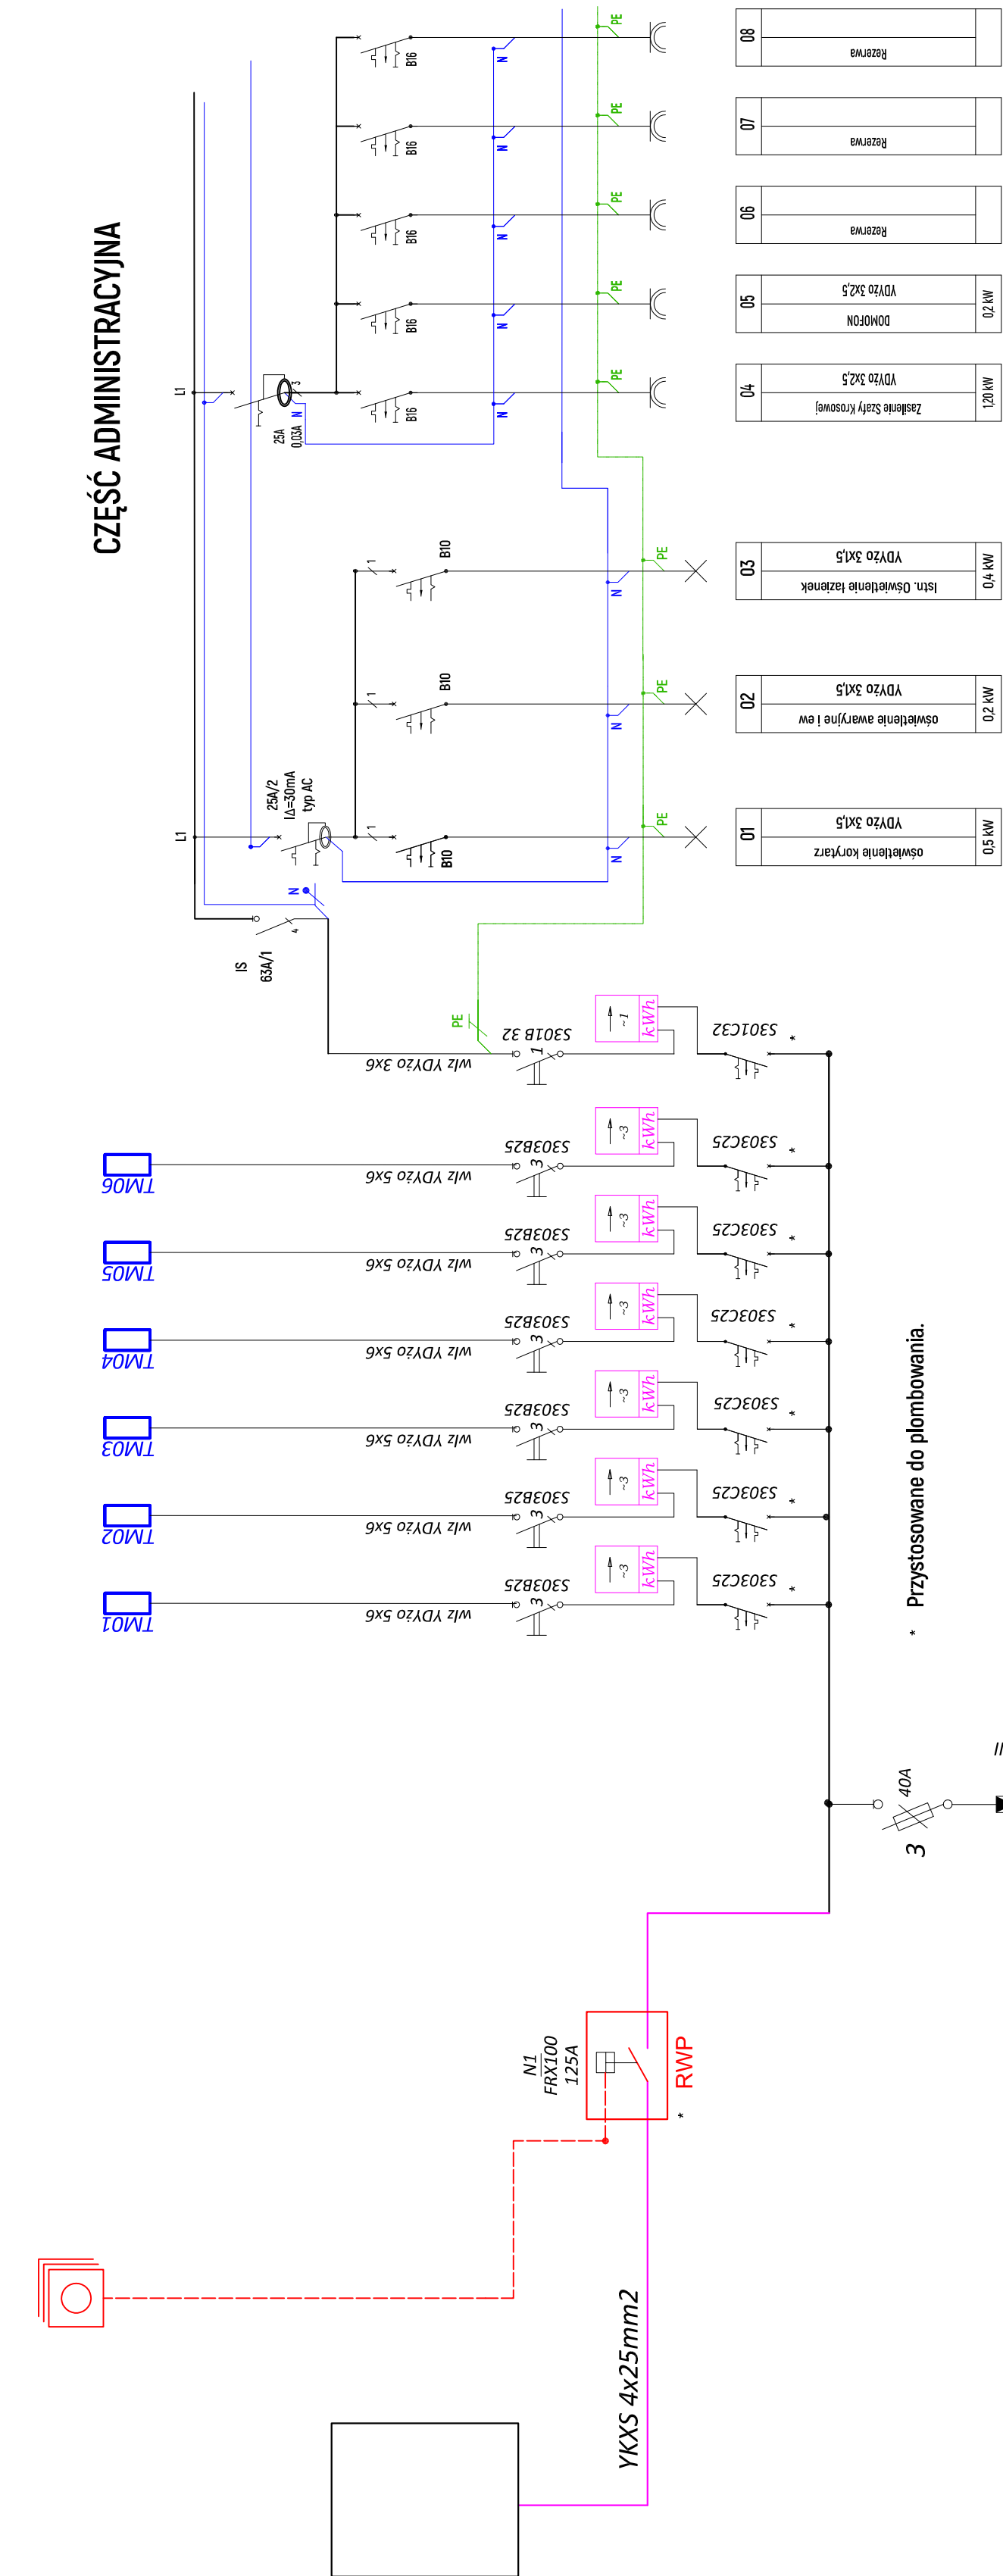 CZĘŚĆ ADMINISTRACYJNA
L1
25A
0,03A
N
3
B16
N
PE
B16
N
PE
B16
N
PE
B16
N
PE
B16
N
PE
04
Zasilenie Szafy Krosowej
YDYżo 3x2,5
1,20 kW
05
DOMOFON
YDYżo 3x2,5
0,2 kW
06
Rezerwa
07
Rezerwa
08
Rezerwa
L1
25A/2
IΔ=30mA
typ AC
1
B10
N
PE
1
B10
N
PE
1
B10
N
PE
01
oświetlenie korytarz
YDYżo 3x1,5
0,5 kW
02
oświetlenie awaryjne i ew
YDYżo 3x1,5
0,2 kW
03
Istn. Oświetlenie łazienek
YDYżo 3x1,5
0,4 kW
IS
63A/1
4
N
PE
wlz YDYżo 3x6
S301B 32
1
~1
kWh
S301C32
*
TM06
wlz YDYżo 5x6
S303B25
3
~3
kWh
S303C25
*
TM05
wlz YDYżo 5x6
S303B25
3
~3
kWh
S303C25
*
TM04
wlz YDYżo 5x6
S303B25
3
~3
kWh
S303C25
*
TM03
wlz YDYżo 5x6
S303B25
3
~3
kWh
S303C25
*
TM02
wlz YDYżo 5x6
S303B25
3
~3
kWh
S303C25
*
TM01
wlz YDYżo 5x6
S303B25
3
~3
kWh
S303C25
*
* Przystosowane do plombowania.
40A
3
II
N1
FRX100
125A
RWP
*
YKXS 4x25mm2